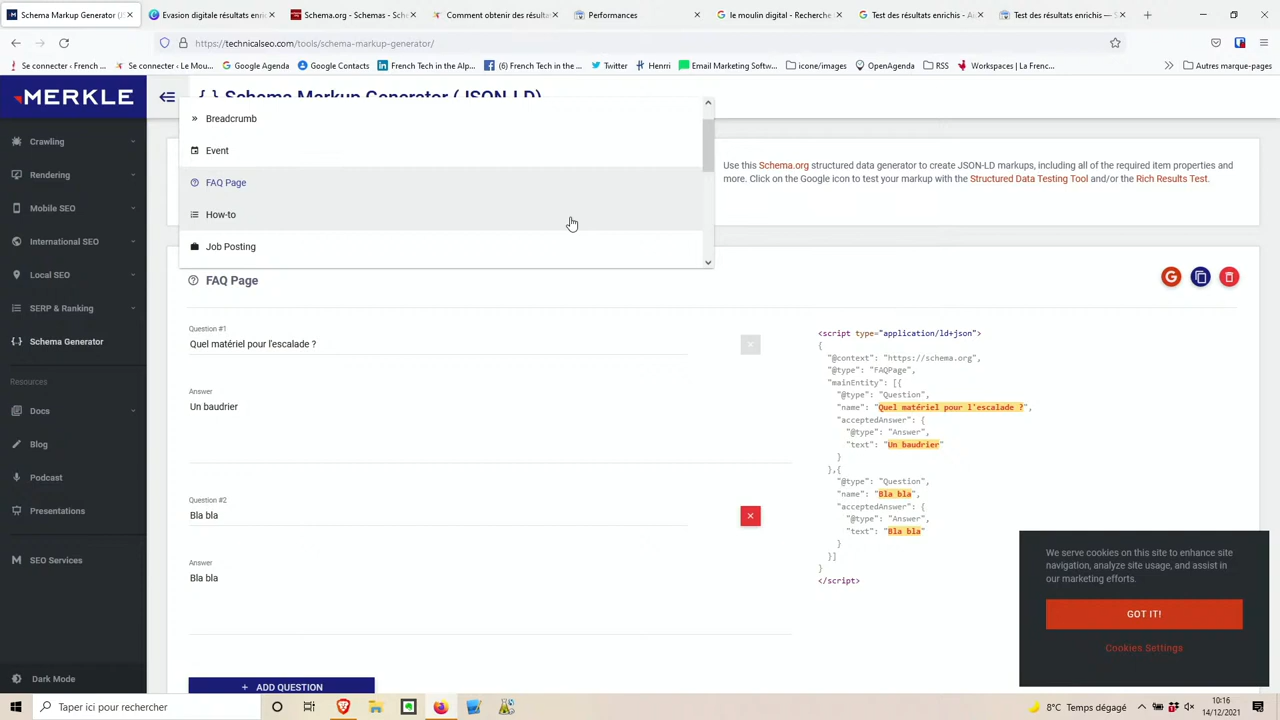 Schema Markup Generator (JSON-LD)
Evasion digitale résultats enric
Schema.org - Schemas - Sc
Comment obtenir des résultat
Performances
le moulin digital - Recherche
Test des résultats enrichis - Ai
Test des résultats enrichis — S
https://technicalseo.com/tools/schema-markup-generator/
Se connecter ‹ French ...
Se connecter ‹ Le mou...
Google Agenda
Google Contacts
French Tech in the Alp...
(6) French Tech in the ...
Twitter
Henrri
Email Marketing Softw...
icone/images
OpenAgenda
RSS
Workspaces | La Frenc...
Autres marque-pages
MERKLE
{ } Schema Markup Generator (JSON-LD)
Crawling
Rendering
Mobile SEO
International SEO
Local SEO
SERP & Ranking
{·} Schema Generator
Resources
Docs
Blog
Podcast
Presentations
SEO Services
Dark Mode
» Breadcrumb
Event
FAQ Page
How-to
Job Posting
Use this Schema.org structured data generator to create JSON-LD markups, including all of the required item properties and
more. Click on the Google icon to test your markup with the Structured Data Testing Tool and/or the Rich Results Test.
FAQ Page
Question #1
Quel matériel pour l'escalade ?
Answer
Un baudrier
Question #2
Bla bla
Answer
Bla bla
+ ADD QUESTION
<script type="application/ld+json">
{
"@context": "https://schema.org",
"@type": "FAQPage",
"mainEntity": [{
"@type": "Question",
"name": "Quel matériel pour l'escalade ?",
"acceptedAnswer": {
"@type": "Answer",
"text": "Un baudrier"
}
},{
"@type": "Question",
"name": "Bla bla",
"acceptedAnswer": {
"@type": "Answer",
"text": "Bla bla"
}
}]
}
</script>
We serve cookies on this site to enhance site
navigation, analyze site usage, and assist in
our marketing efforts.
GOT IT!
Cookies Settings
Taper ici pour rechercher
8°C Temps dégagé
10:16
14/12/2021